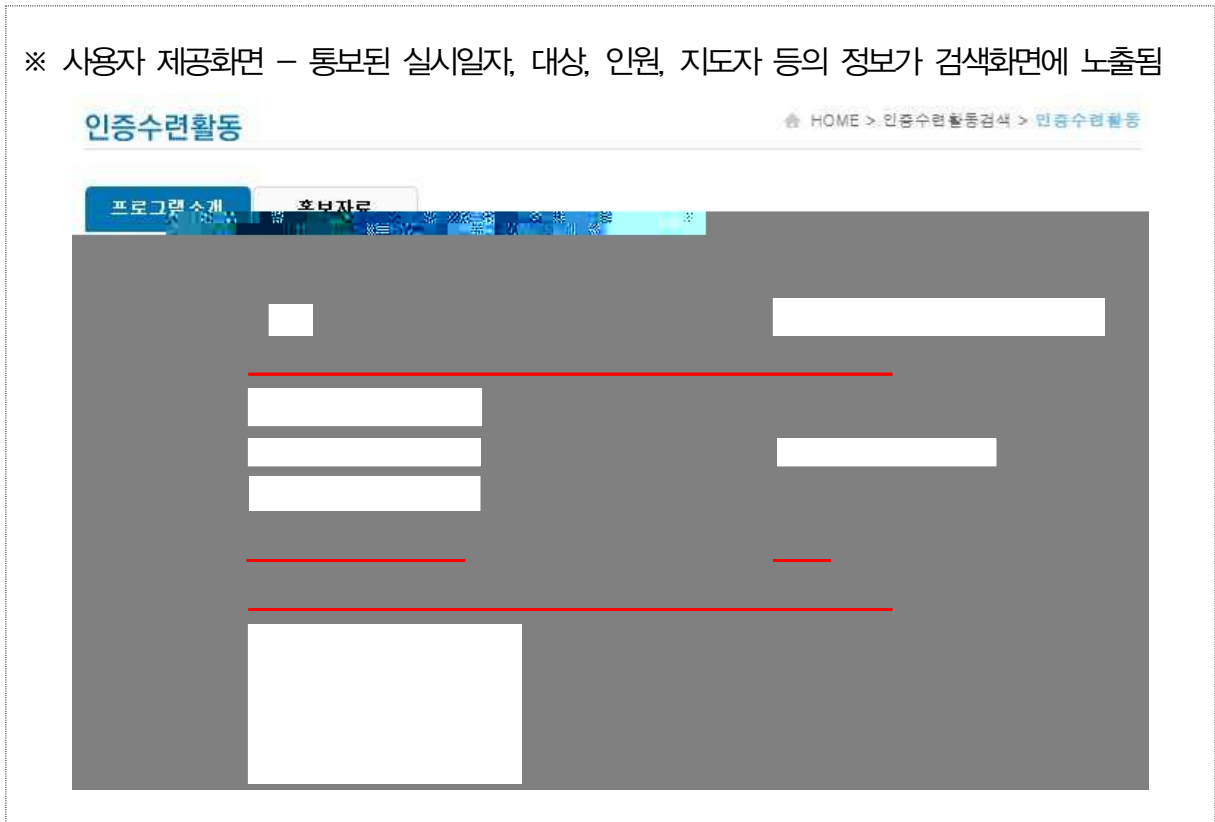 ※ 사용자 제공화면 – 통보된 실시일자, 대상, 인원, 지도자 등의 정보가 검색화면에 노출됨
인증수련활동
HOME > 인증수련활동검색 > 인증수련활동
프로그램 소개 홍보자료